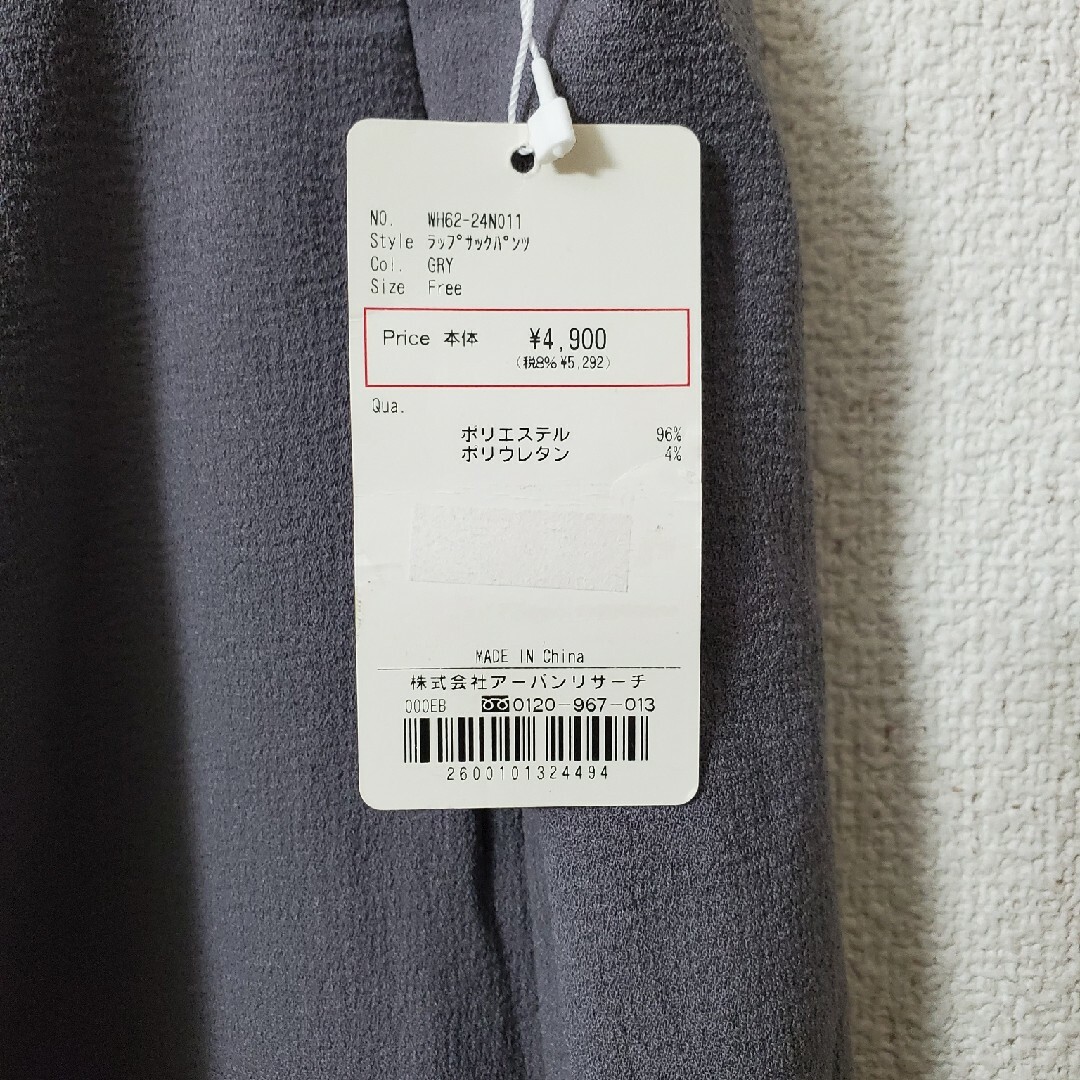 NO. WH62-24N011
Style ﾗｯﾌﾟｻｯｸﾊﾟﾝﾂ
Col. GRY
Size Free
Price 本体 ¥4,900
(税8% ¥5,292)
Qua.
ポリエステル 96%
ポリウレタン 4%
MADE IN China
株式会社アーバンリサーチ
000EB 0120-967-013
2600101324494